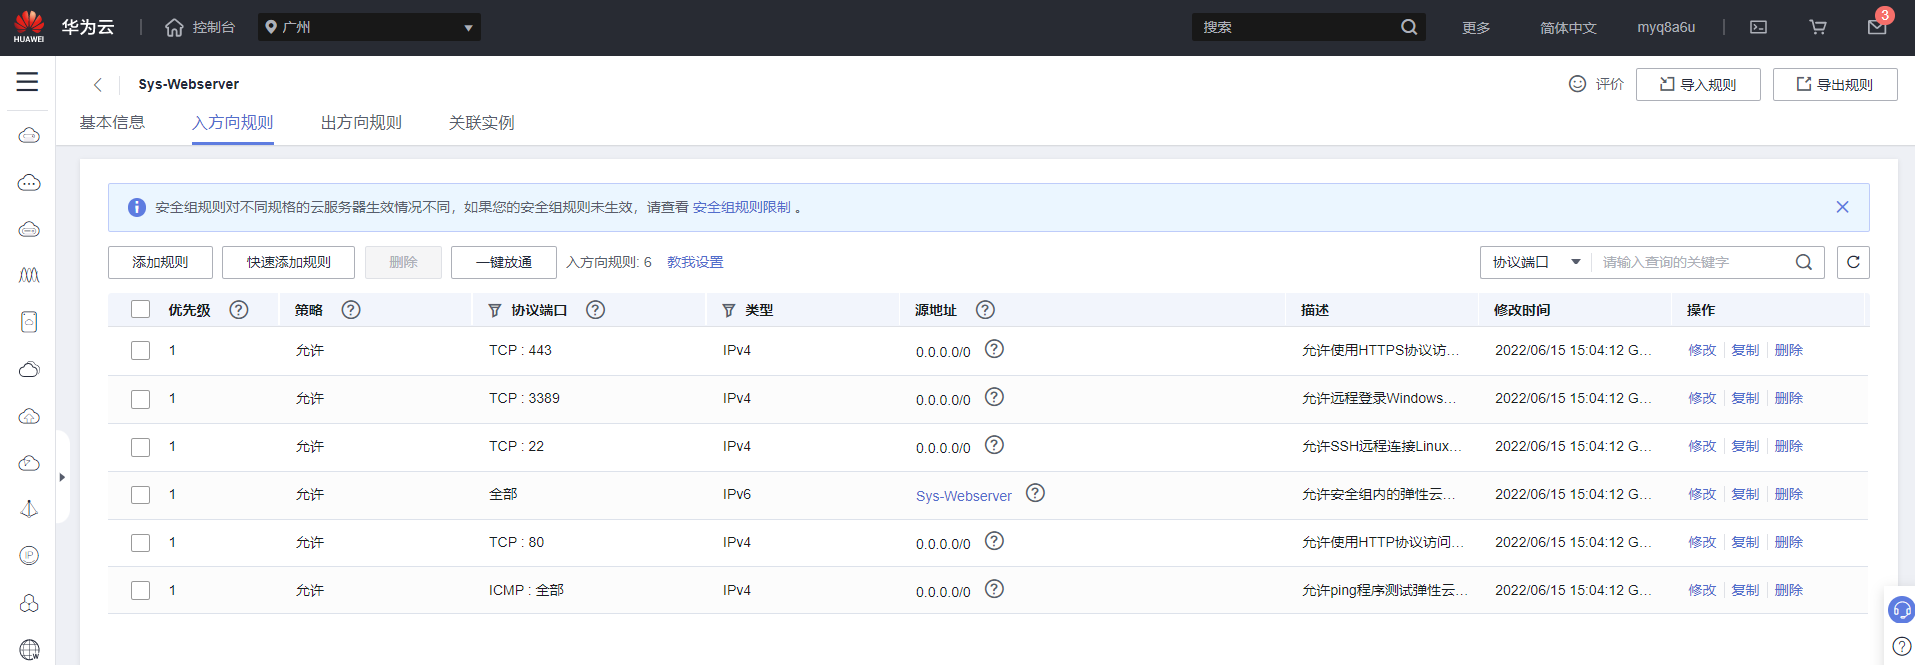 HUAWEI 华为云 控制台 广州 搜索 更多 简体中文 myq8a6u 3
Sys-Webserver 评价 导入规则 导出规则
基本信息 入方向规则 出方向规则 关联实例
安全组规则对不同规格的云服务器生效情况不同，如果您的安全组规则未生效，请查看 安全组规则限制 。
添加规则 快速添加规则 删除 一键放通 入方向规则: 6 教我设置 协议端口 请输入查询的关键字
优先级 策略 协议端口 类型 源地址 描述 修改时间 操作
1 允许 TCP : 443 IPv4 0.0.0.0/0 允许使用HTTPS协议访... 2022/06/15 15:04:12 G... 修改 复制 删除
1 允许 TCP : 3389 IPv4 0.0.0.0/0 允许远程登录Windows... 2022/06/15 15:04:12 G... 修改 复制 删除
1 允许 TCP : 22 IPv4 0.0.0.0/0 允许SSH远程连接Linux... 2022/06/15 15:04:12 G... 修改 复制 删除
1 允许 全部 IPv6 Sys-Webserver 允许安全组内的弹性云... 2022/06/15 15:04:12 G... 修改 复制 删除
1 允许 TCP : 80 IPv4 0.0.0.0/0 允许使用HTTP协议访问... 2022/06/15 15:04:12 G... 修改 复制 删除
1 允许 ICMP : 全部 IPv4 0.0.0.0/0 允许ping程序测试弹性云... 2022/06/15 15:04:12 G... 修改 复制 删除
IP
W